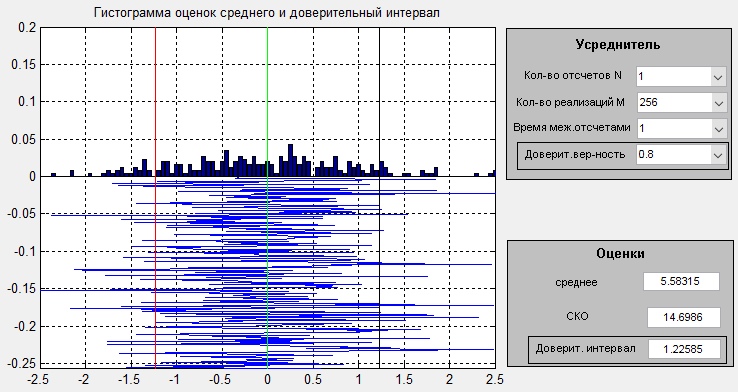 Гистограмма оценок среднего и доверительный интервал
0.2
0.15
0.1
0.05
0
-0.05
-0.1
-0.15
-0.2
-0.25
-2.5 -2 -1.5 -1 -0.5 0 0.5 1 1.5 2 2.5
Усреднитель
Кол-во отсчетов N 1
Кол-во реализаций M 256
Время меж.отсчетами 1
Доверит.вер-ность 0.8
Оценки
среднее 5.58315
СКО 14.6986
Доверит. интервал 1.22585